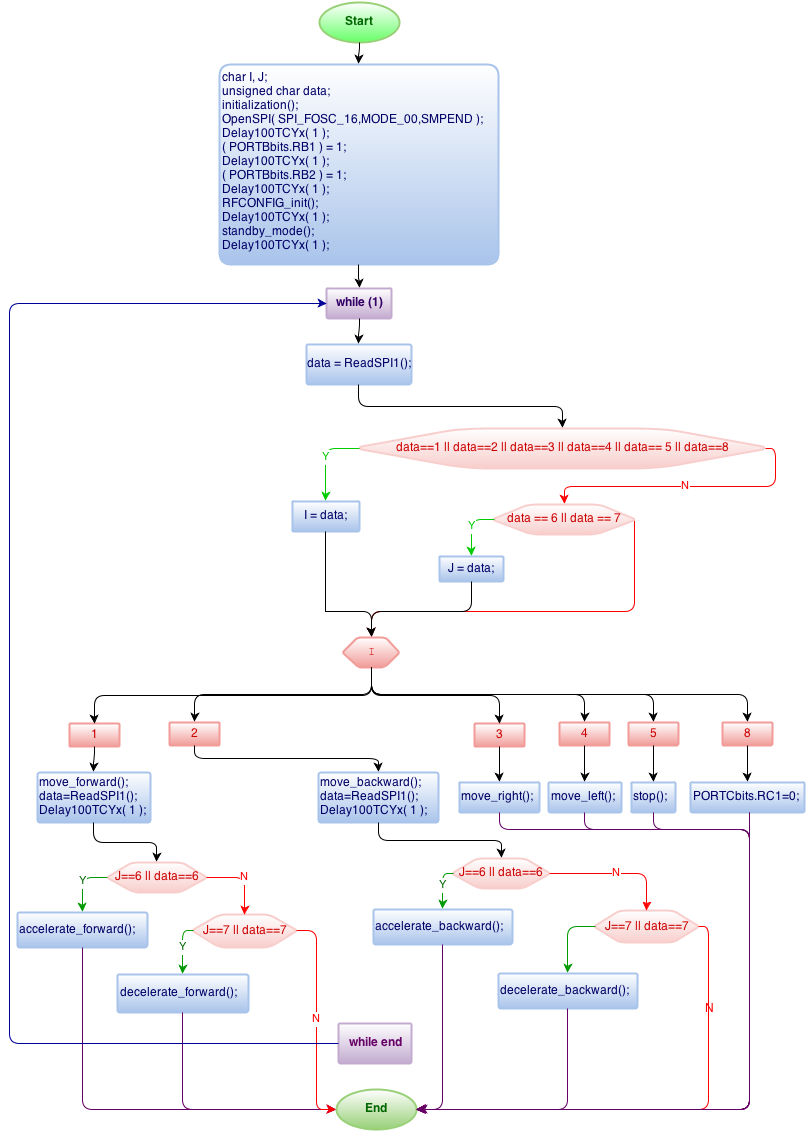 Start
char I, J;
unsigned char data;
initialization();
OpenSPI( SPI_FOSC_16,MODE_00,SMPEND );
Delay100TCYx( 1 );
( PORTBbits.RB1 ) = 1;
Delay100TCYx( 1 );
( PORTBbits.RB2 ) = 1;
Delay100TCYx( 1 );
RFCONFIG_init();
Delay100TCYx( 1 );
standby_mode();
Delay100TCYx( 1 );
while (1)
data = ReadSPI1();
data==1 || data==2 || data==3 || data==4 || data== 5 || data==8
Y
N
I = data;
data == 6 || data == 7
Y
J = data;
I
1
2
3
4
5
8
move_forward();
data=ReadSPI1();
Delay100TCYx( 1 );
move_backward();
data=ReadSPI1();
Delay100TCYx( 1 );
move_right();
move_left();
stop();
PORTCbits.RC1=0;
J==6 || data==6
Y
N
J==6 || data==6
Y
N
accelerate_forward();
J==7 || data==7
Y
N
accelerate_backward();
J==7 || data==7
N
decelerate_forward();
decelerate_backward();
while end
End